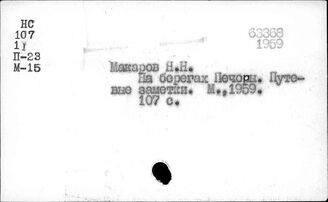 НС
107
1)
П-23
М-15
63368
1959
Макаров Н.Н.
На берегах Печоры. Путе-
вые заметки. М.,1959.
107 с.